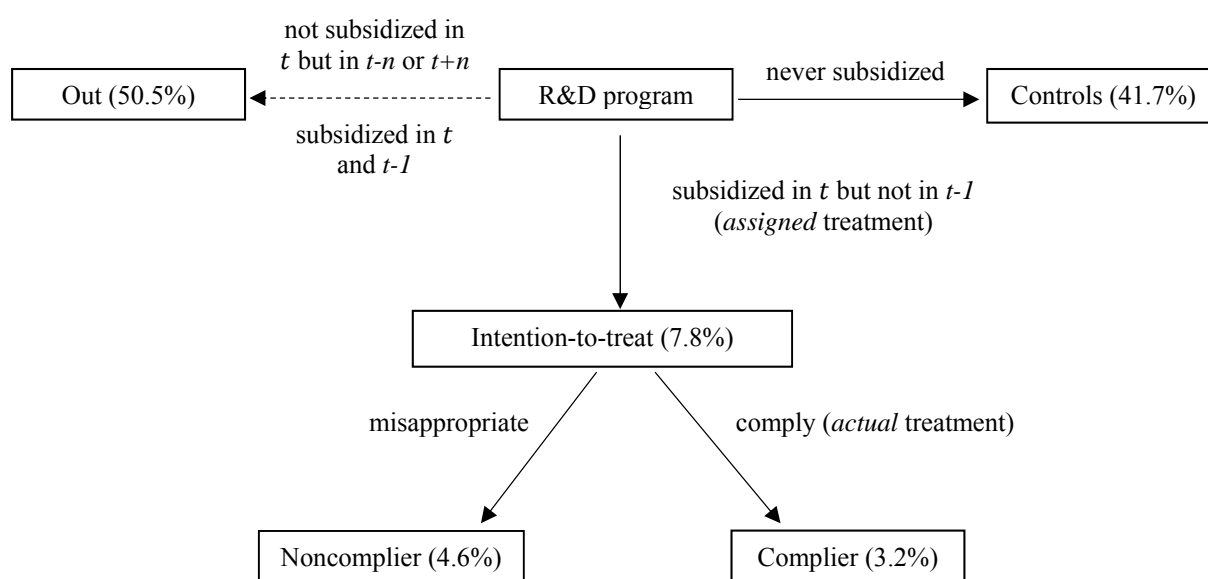 not subsidized in
t but in t-n or t+n
never subsidized
Out (50.5%)
R&D program
Controls (41.7%)
subsidized in t
and t-1
subsidized in t but not in t-1
(assigned treatment)
Intention-to-treat (7.8%)
misappropriate
comply (actual treatment)
Noncomplier (4.6%)
Complier (3.2%)